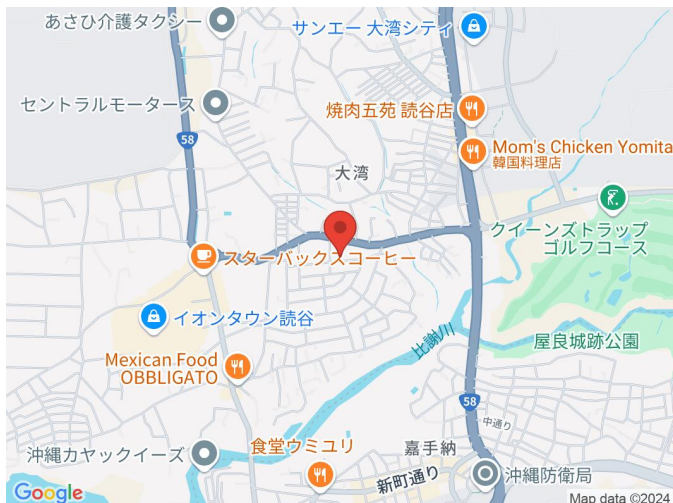 あさひ介護タクシー
サンエー 大湾シティ
セントラルモータース
焼肉五苑 読谷店
58
Mom's Chicken Yomita
韓国料理店
大湾
クイーンズトラップ
ゴルフコース
スターバックスコーヒー
イオンタウン読谷
比謝川
屋良城跡公園
Mexican Food
OBBLIGATO
58
中通り
沖縄カヤックイーズ
食堂ウミユリ
嘉手納
新町通り
沖縄防衛局
Google
Map data ©2024